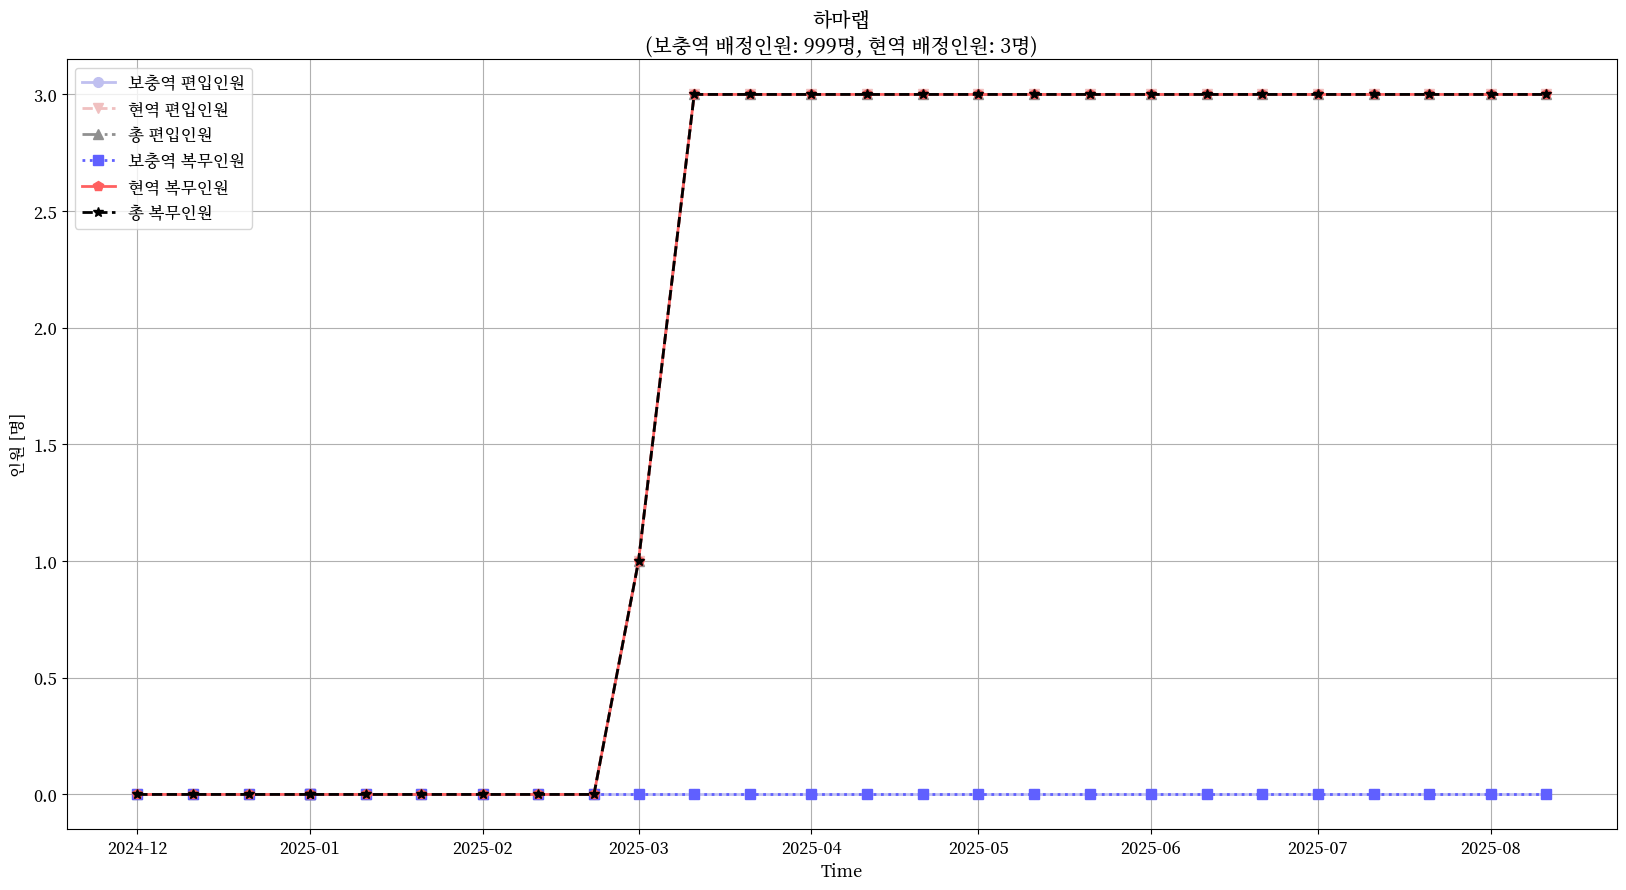 하마랩
(보충역 배정인원: 999명, 현역 배정인원: 3명)
보충역 편입인원
현역 편입인원
총 편입인원
보충역 복무인원
현역 복무인원
총 복무인원
인원 [명]
3.0
2.5
2.0
1.5
1.0
0.5
0.0
2024-12 2025-01 2025-02 2025-03 2025-04 2025-05 2025-06 2025-07 2025-08
Time